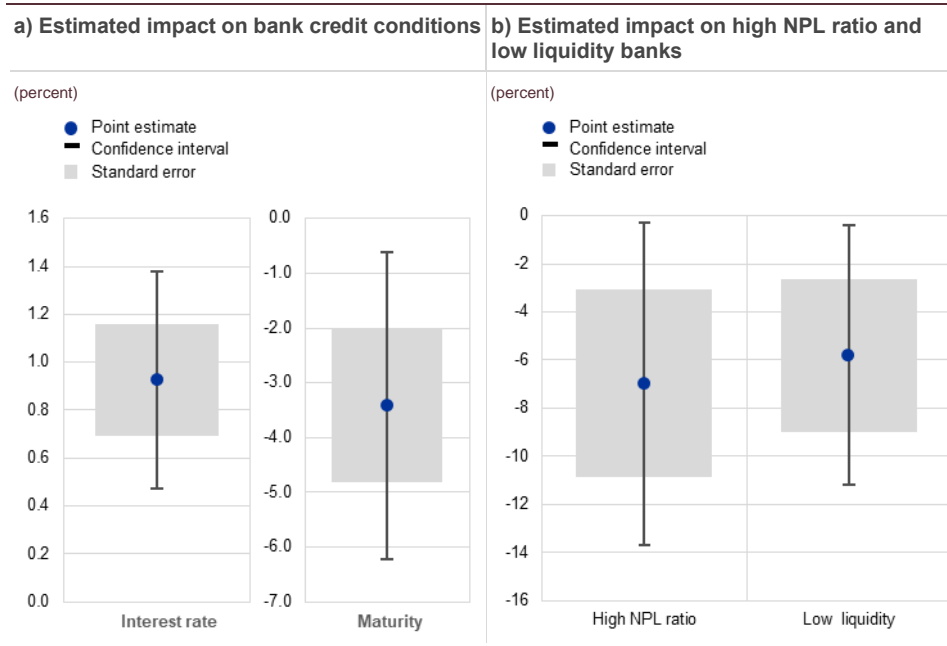 a) Estimated impact on bank credit conditions
b) Estimated impact on high NPL ratio and
low liquidity banks
(percent)
Point estimate
Confidence interval
Standard error
1.6
1.4
1.2
1.0
0.8
0.6
0.4
0.2
0.0
Interest rate
0.0
-1.0
-2.0
-3.0
-4.0
-5.0
-6.0
-7.0
Maturity
(percent)
Point estimate
Confidence interval
Standard error
0
-2
-4
-6
-8
-10
-12
-14
-16
High NPL ratio
Low liquidity